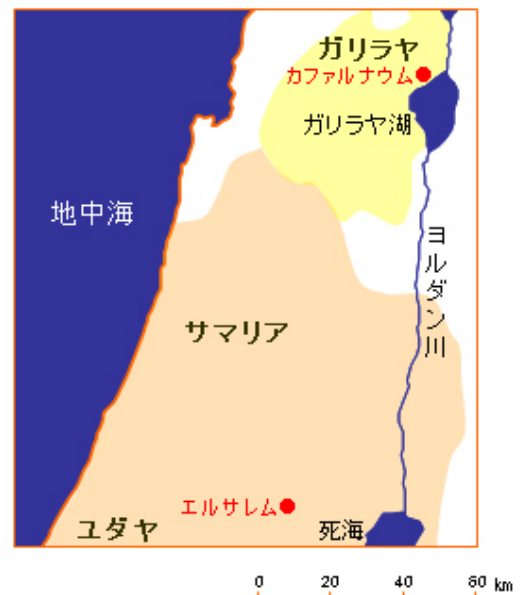 ガリラヤ
カファルナウム
ガリラヤ湖
地中海
ヨルダン川
サマリア
エルサレム
ユダヤ
死海
0 20 40 60 km